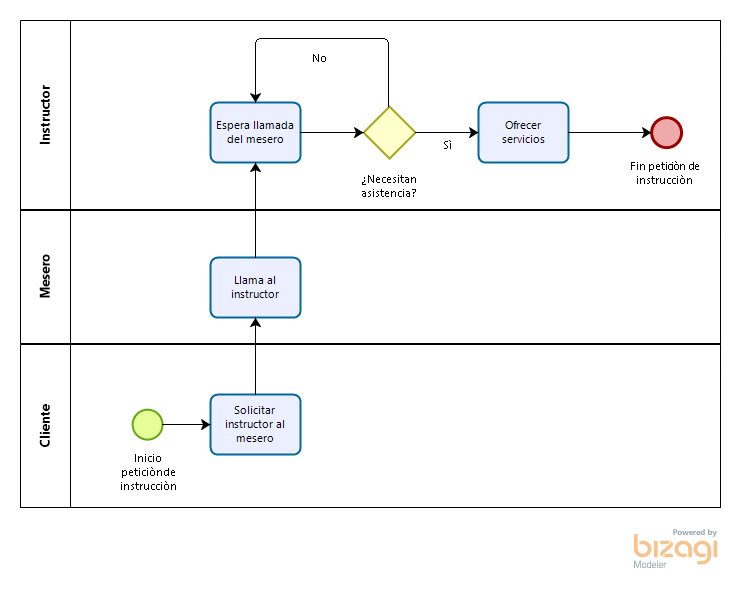 Instructor
No
Espera llamada
del mesero
¿Necesitan
asistencia?
Sì
Ofrecer
servicios
Fin petición de
instrucciòn
Mesero
Llama al
instructor
Cliente
Inicio
peticiònde
instrucciòn
Solicitar
instructor al
mesero
Powered by
bizagi
Modeler